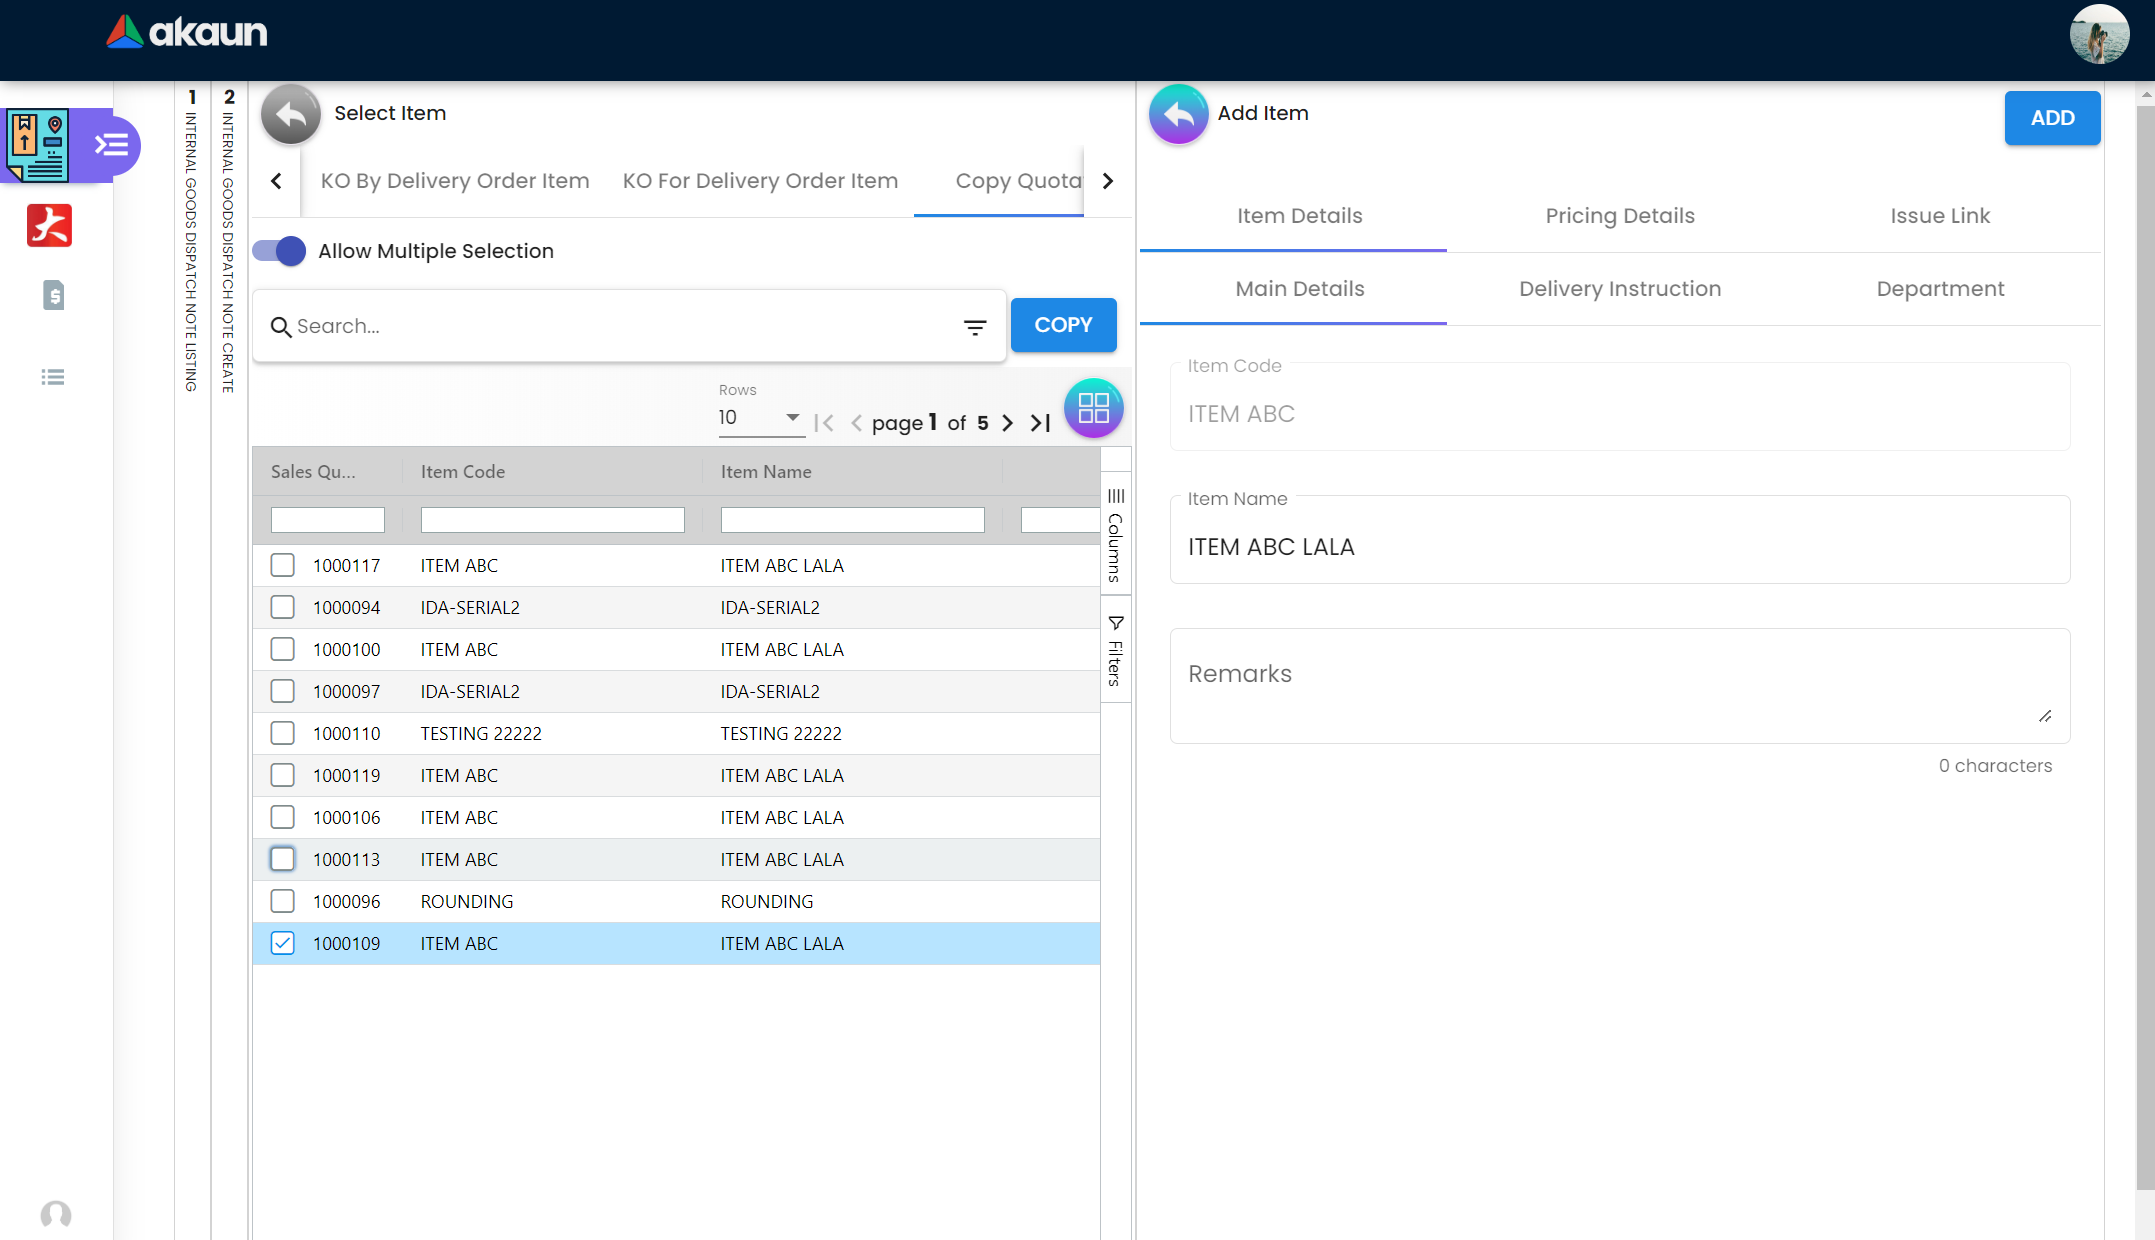 akaun
1 INTERNAL GOODS DISPATCH NOTE LISTING
2 INTERNAL GOODS DISPATCH NOTE CREATE
Select Item
KO By Delivery Order Item
KO For Delivery Order Item
Copy Quota
Allow Multiple Selection
Search...
COPY
Rows
10
page 1 of 5
Sales Qu... Item Code Item Name
1000117 ITEM ABC ITEM ABC LALA
1000094 IDA-SERIAL2 IDA-SERIAL2
1000100 ITEM ABC ITEM ABC LALA
1000097 IDA-SERIAL2 IDA-SERIAL2
1000110 TESTING 22222 TESTING 22222
1000119 ITEM ABC ITEM ABC LALA
1000106 ITEM ABC ITEM ABC LALA
1000113 ITEM ABC ITEM ABC LALA
1000096 ROUNDING ROUNDING
1000109 ITEM ABC ITEM ABC LALA
Columns
Filters
Add Item
ADD
Item Details Pricing Details Issue Link
Main Details Delivery Instruction Department
Item Code
ITEM ABC
Item Name
ITEM ABC LALA
Remarks
0 characters